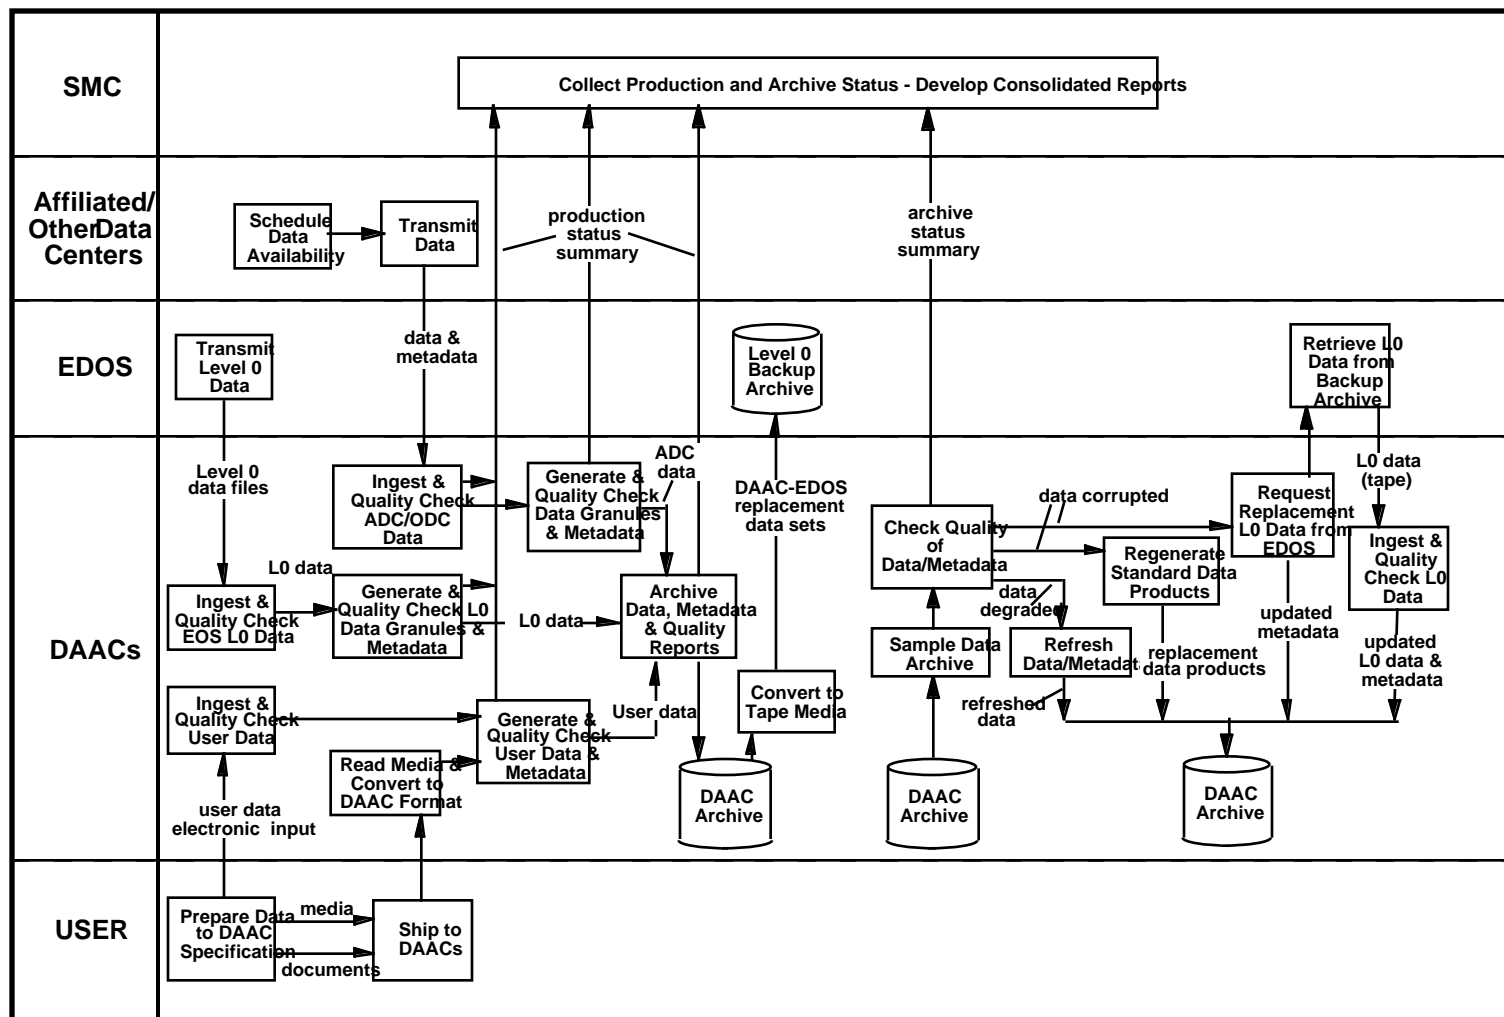 SMC
Collect Production and Archive Status - Develop Consolidated Reports
Affiliated/
OtherData
Centers
Schedule
Data
Availability
Transmit
Data
production
status
summary
archive
status
summary
EDOS
Transmit
Level 0
Data
data &
metadata
Level 0
Backup
Archive
Retrieve L0
Data from
Backup
Archive
DAACs
Level 0
data files
Ingest &
Quality Check
ADC/ODC
Data
Generate &
Quality Check
Data Granules
& Metadata
ADC
data
DAAC-EDOS
replacement
data sets
Check Quality
of
Data/Metadata
data corrupted
Request
Replacement
L0 Data from
EDOS
L0 data
(tape)
Regenerate
Standard Data
Products
Ingest &
Quality
Check L0
Data
L0 data
Ingest &
Quality Check
EOS L0 Data
Generate &
Quality Check L0
Data Granules &
Metadata
L0 data
Archive
Data, Metadata
& Quality
Reports
data
degraded
Sample Data
Archive
Refresh
Data/Metadata
replacement
data products
updated
metadata
updated
L0 data &
metadata
Ingest &
Quality Check
User Data
Generate &
Quality Check
User Data &
Metadata
User data
Convert to
Tape Media
refreshed
data
Read Media &
Convert to
DAAC Format
DAAC
Archive
DAAC
Archive
DAAC
Archive
user data
electronic input
USER
Prepare Data
to DAAC
Specification
media
documents
Ship to
DAACs